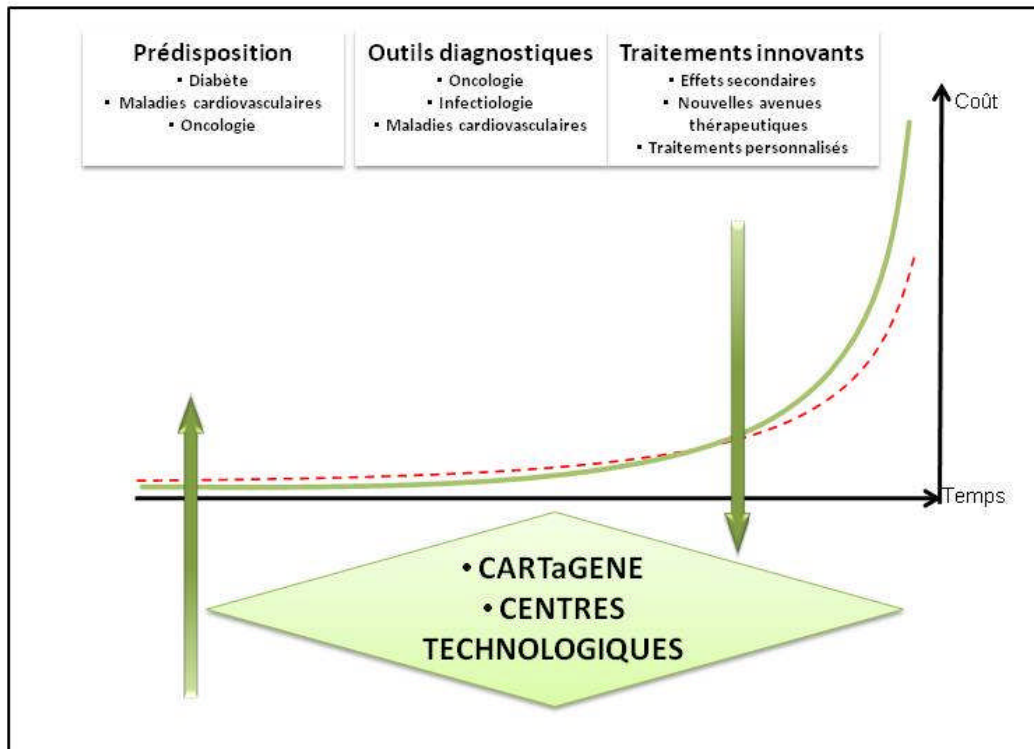 Prédisposition
▪ Diabète
▪ Maladies cardiovasculaires
▪ Oncologie
Outils diagnostiques
▪ Oncologie
▪ Infectiologie
▪ Maladies cardiovasculaires
Traitements innovants
▪ Effets secondaires
▪ Nouvelles avenues
thérapeutiques
▪ Traitements personnalisés
Coût
Temps
• CARTaGENE
• CENTRES
TECHNOLOGIQUES